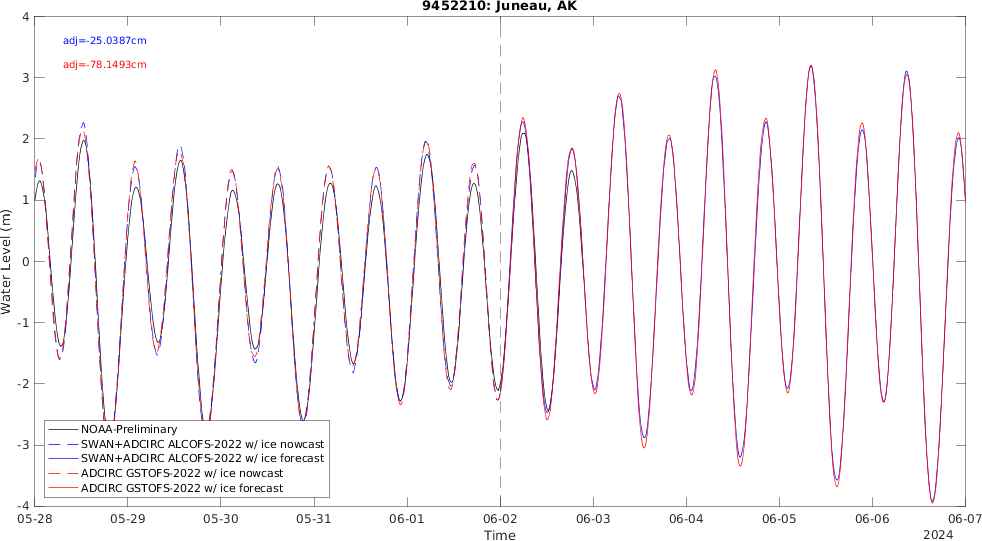 9452210: Juneau, AK
adj=-25.0387cm
adj=-78.1493cm
Water Level (m)
4
3
2
1
0
-1
-2
-3
-4
NOAA-Preliminary
SWAN+ADCIRC ALCOFS-2022 w/ ice nowcast
SWAN+ADCIRC ALCOFS-2022 w/ ice forecast
ADCIRC GSTOFS-2022 w/ ice nowcast
ADCIRC GSTOFS-2022 w/ ice forecast
05-28 05-29 05-30 05-31 06-01 06-02 06-03 06-04 06-05 06-06 06-07
Time
2024